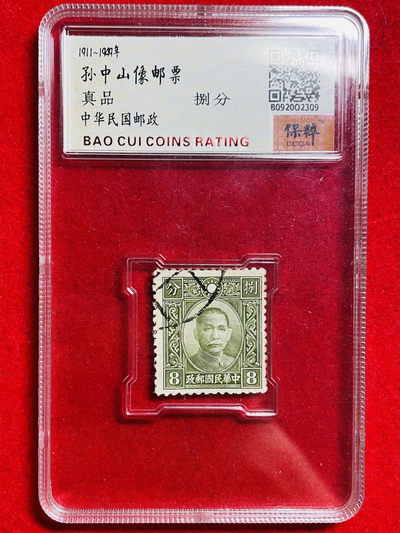 1911~1949年
孙中山像邮票
真品 捌分
中华民国邮政
B092002309
保粹
BCGA
BAO CUI COINS RATING
分 捌
8 政郵國民華中 8